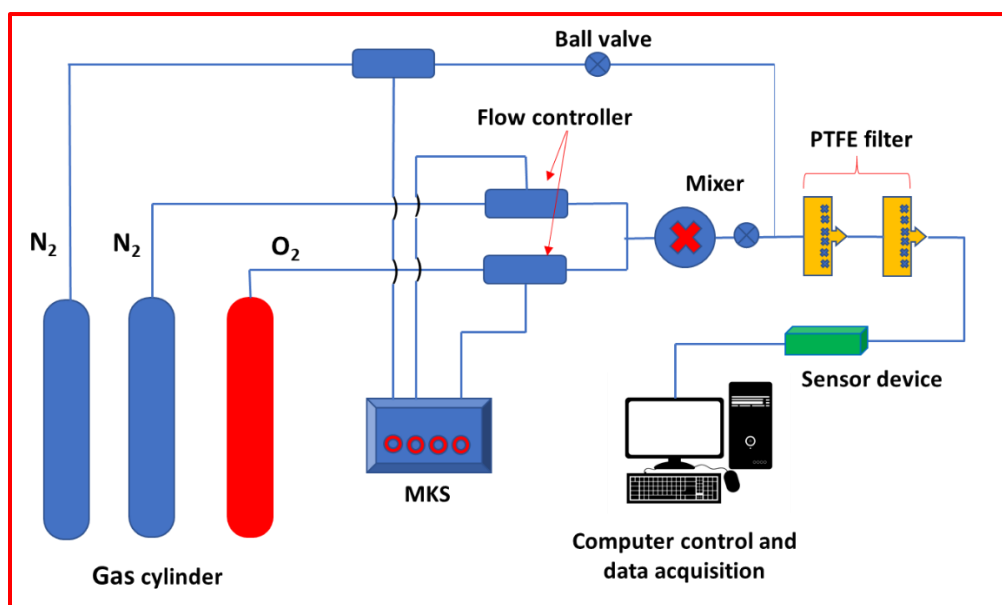 Ball valve
Flow controller
PTFE filter
Mixer
N₂
N₂
O₂
Sensor device
MKS
Gas cylinder
Computer control and
data acquisition